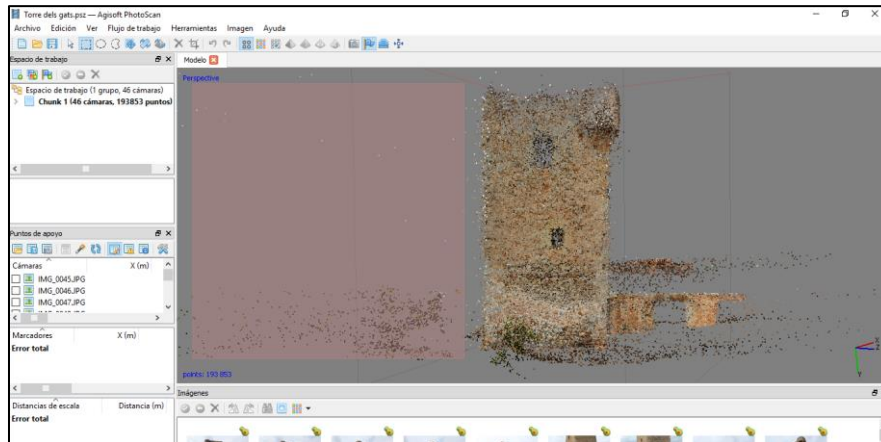 Torre dels gats.psz — Agisoft PhotoScan
Archivo Edición Ver Flujo de trabajo Herramientas Imagen Ayuda
Espacio de trabajo
Modelo
Perspective
Espacio de trabajo (1 grupo, 46 cámaras)
Chunk 1 (46 cámaras, 193853 puntos)
Puntos de apoyo
Cámaras X (m)
IMG_0045.JPG
IMG_0046.JPG
IMG_0047.JPG
Marcadores X (m)
Error total
points: 193 853
Imágenes
Distancias de escala Distancia (m)
Error total